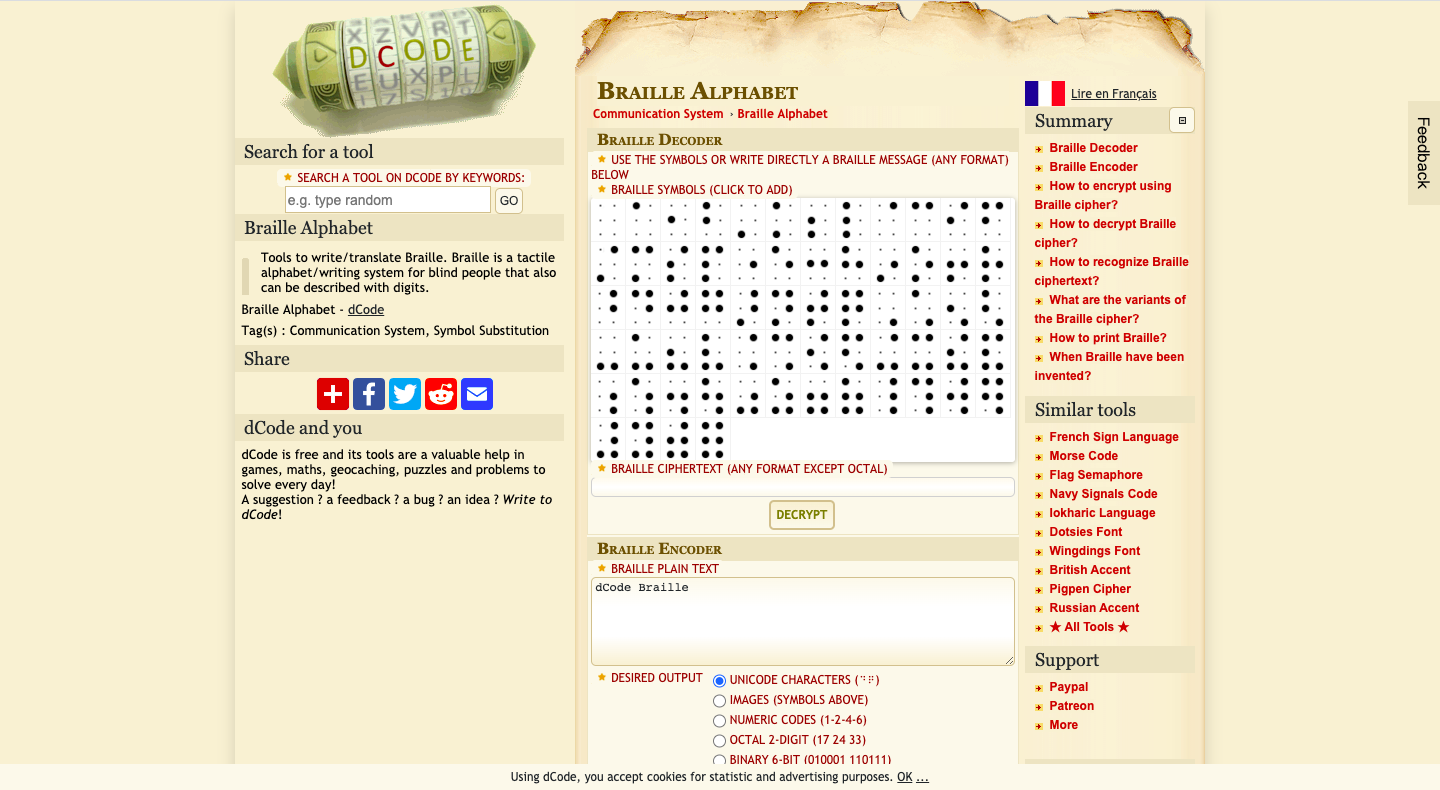 DCODE
Search for a tool
SEARCH A TOOL ON DCODE BY KEYWORDS:
e.g. type random
GO
Braille Alphabet
Tools to write/translate Braille. Braille is a tactile
alphabet/writing system for blind people that also
can be described with digits.
Braille Alphabet - dCode
Tag(s) : Communication System, Symbol Substitution
Share
dCode and you
dCode is free and its tools are a valuable help in
games, maths, geocaching, puzzles and problems to
solve every day!
A suggestion ? a feedback ? a bug ? an idea ? Write to
dCode!
Braille Alphabet
Communication System › Braille Alphabet
Braille Decoder
USE THE SYMBOLS OR WRITE DIRECTLY A BRAILLE MESSAGE (ANY FORMAT)
BELOW
BRAILLE SYMBOLS (CLICK TO ADD)
BRAILLE CIPHERTEXT (ANY FORMAT EXCEPT OCTAL)
DECRYPT
Braille Encoder
BRAILLE PLAIN TEXT
dCode Braille
DESIRED OUTPUT
UNICODE CHARACTERS (⠙⠟)
IMAGES (SYMBOLS ABOVE)
NUMERIC CODES (1-2-4-6)
OCTAL 2-DIGIT (17 24 33)
BINARY 6-BIT (010001 110111)
Lire en Français
Summary
Braille Decoder
Braille Encoder
How to encrypt using
Braille cipher?
How to decrypt Braille
cipher?
How to recognize Braille
ciphertext?
What are the variants of
the Braille cipher?
How to print Braille?
When Braille have been
invented?
Similar tools
French Sign Language
Morse Code
Flag Semaphore
Navy Signals Code
Iokharic Language
Dotsies Font
Wingdings Font
British Accent
Pigpen Cipher
Russian Accent
★ All Tools ★
Support
Paypal
Patreon
More
Feedback
Using dCode, you accept cookies for statistic and advertising purposes. OK ...